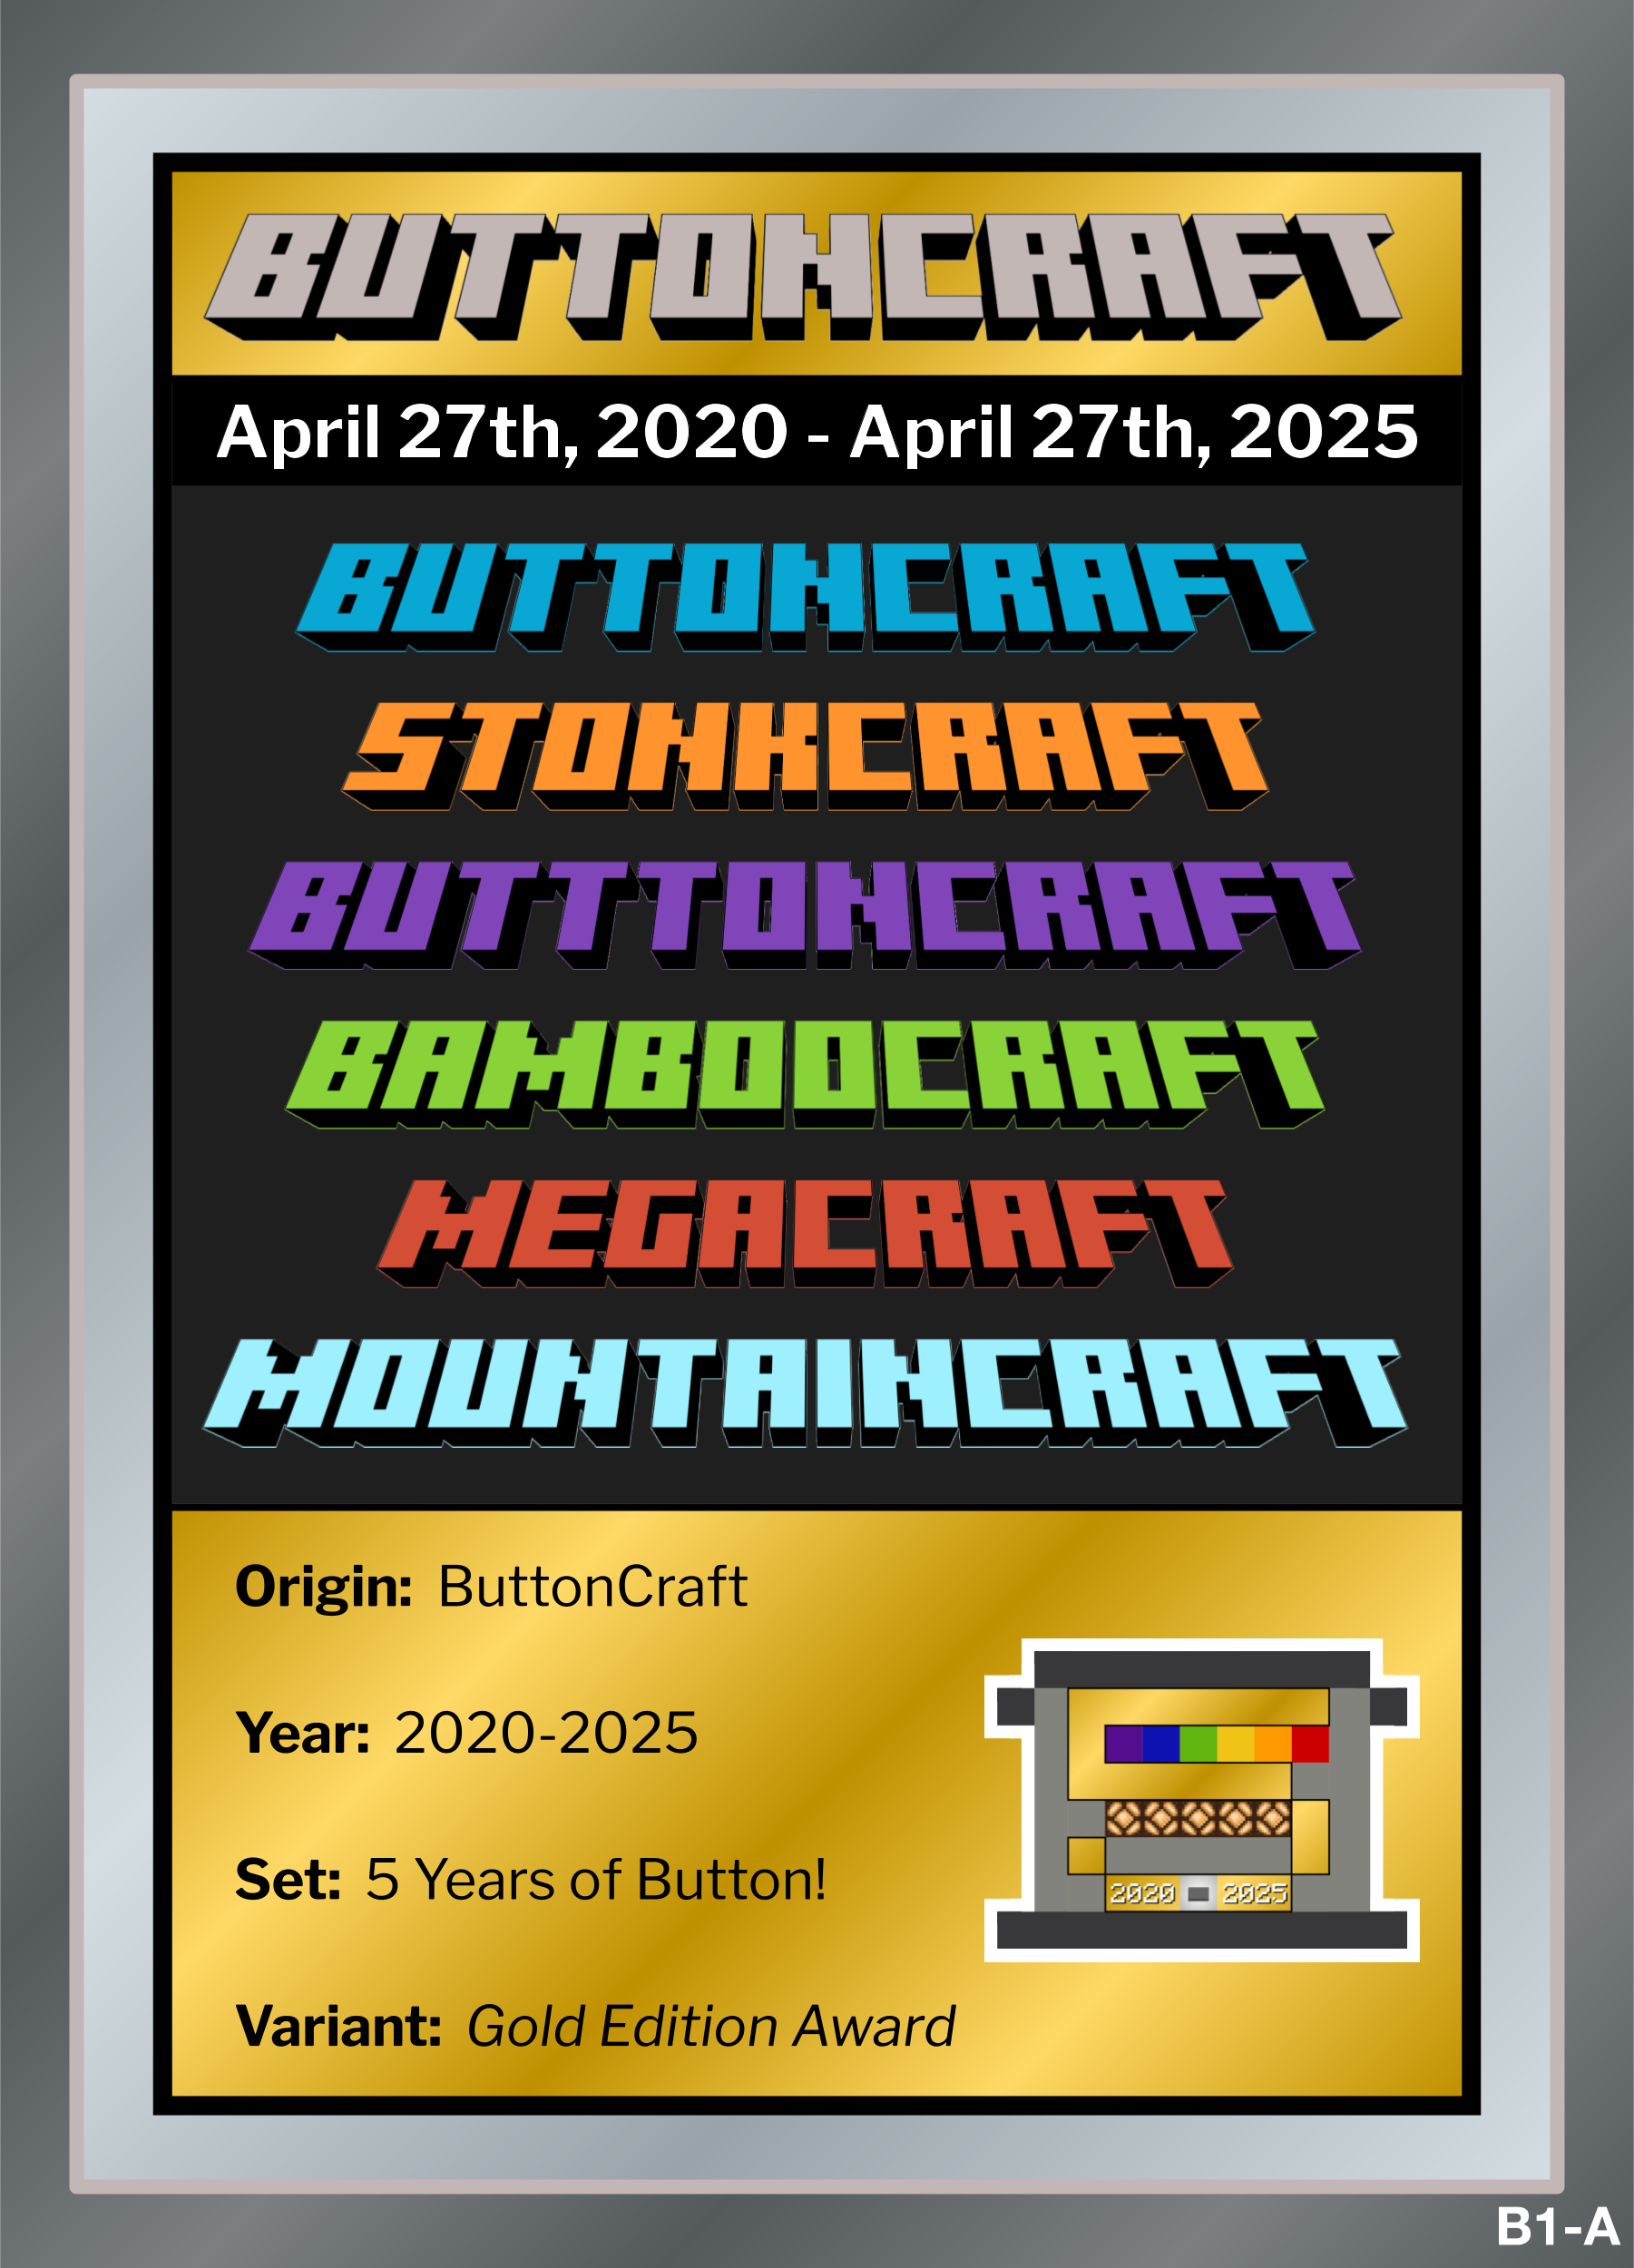 BUTTONCRAFT
April 27th, 2020 - April 27th, 2025
BUTTONCRAFT
STONKCRAFT
BUTTTONCRAFT
BAMBOOCRAFT
MEGACRAFT
MOUNTAINCRAFT
Origin: ButtonCraft
Year: 2020-2025
Set: 5 Years of Button!
Variant: Gold Edition Award
2020 2025
B1-A